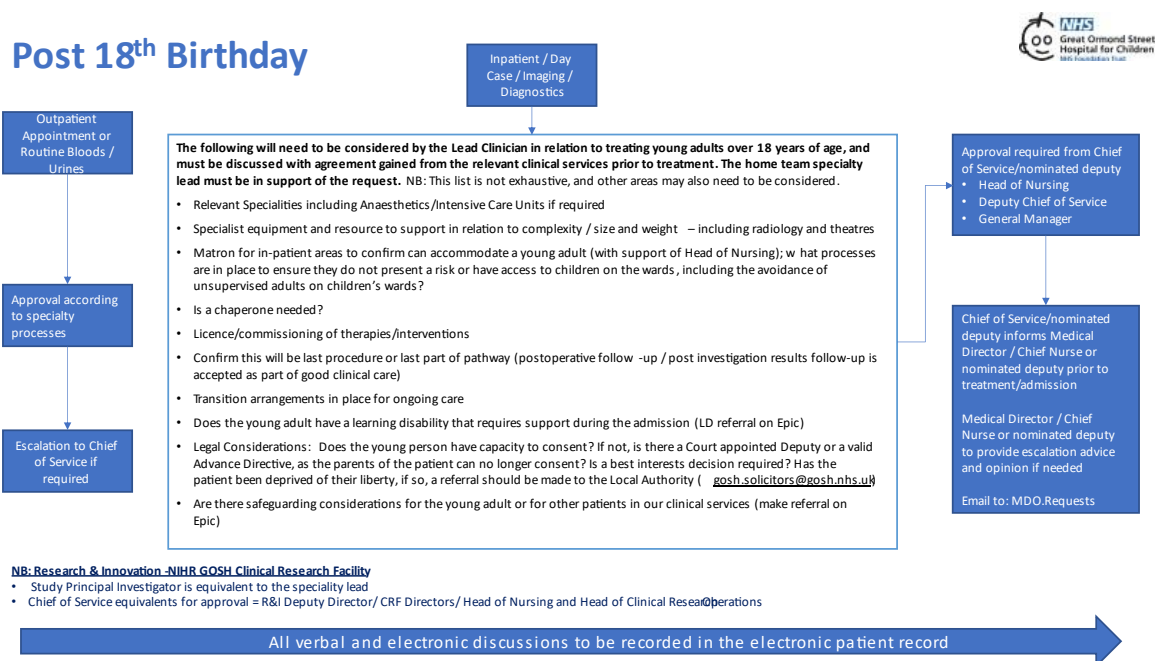 Post 18th Birthday
NHS
Great Ormond Street
Hospital for Children
NHS Foundation Trust
Inpatient / Day
Case / Imaging /
Diagnostics
Outpatient
Appointment or
Routine Bloods /
Urines
Approval according
to specialty
processes
Escalation to Chief
of Service if
required
The following will need to be considered by the Lead Clinician in relation to treating young adults over 18 years of age, and
must be discussed with agreement gained from the relevant clinical services prior to treatment. The home team specialty
lead must be in support of the request. NB: This list is not exhaustive, and other areas may also need to be considered.
• Relevant Specialities including Anaesthetics/Intensive Care Units if required
• Specialist equipment and resource to support in relation to complexity / size and weight – including radiology and theatres
• Matron for in-patient areas to confirm can accommodate a young adult (with support of Head of Nursing); w hat processes
are in place to ensure they do not present a risk or have access to children on the wards, including the avoidance of
unsupervised adults on children's wards?
• Is a chaperone needed?
• Licence/commissioning of therapies/interventions
• Confirm this will be last procedure or last part of pathway (postoperative follow -up / post investigation results follow-up is
accepted as part of good clinical care)
• Transition arrangements in place for ongoing care
• Does the young adult have a learning disability that requires support during the admission (LD referral on Epic)
• Legal Considerations: Does the young person have capacity to consent? If not, is there a Court appointed Deputy or a valid
Advance Directive, as the parents of the patient can no longer consent? Is a best interests decision required? Has the
patient been deprived of their liberty, if so, a referral should be made to the Local Authority ( gosh.solicitors@gosh.nhs.uk)
• Are there safeguarding considerations for the young adult or for other patients in our clinical services (make referral on
Epic)
Approval required from Chief
of Service/nominated deputy
• Head of Nursing
• Deputy Chief of Service
• General Manager
Chief of Service/nominated
deputy informs Medical
Director / Chief Nurse or
nominated deputy prior to
treatment/admission
Medical Director / Chief
Nurse or nominated deputy
to provide escalation advice
and opinion if needed
Email to: MDO.Requests
NB: Research & Innovation -NIHR GOSH Clinical Research Facility
• Study Principal Investigator is equivalent to the speciality lead
• Chief of Service equivalents for approval = R&I Deputy Director/ CRF Directors/ Head of Nursing and Head of Clinical Research Operations
All verbal and electronic discussions to be recorded in the electronic patient record